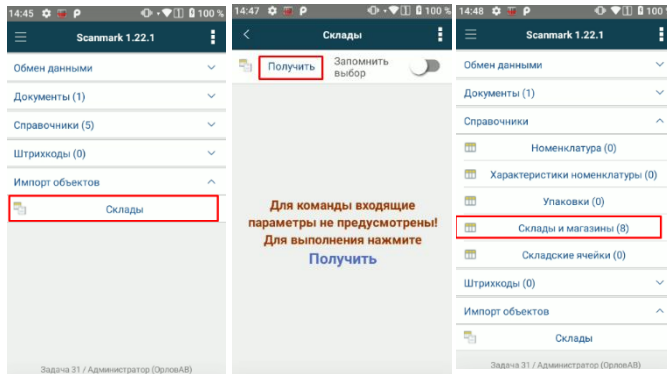 14:45 100 %
Scanmark 1.22.1
Обмен данными
Документы (1)
Справочники (5)
Штрихкоды (0)
Импорт объектов
Склады
Задача 31 / Администратор (ОрловАВ)
14:47 100 %
Склады
Получить
Запомнить
выбор
Для команды входящие
параметры не предусмотрены!
Для выполнения нажмите
Получить
14:48 100
Scanmark 1.22.1
Обмен данными
Документы (1)
Справочники
Номенклатура (0)
Характеристики номенклатуры (0)
Упаковки (0)
Склады и магазины (8)
Складские ячейки (0)
Штрихкоды (0)
Импорт объектов
Склады
Задача 31 / Администратор (ОрловАВ)